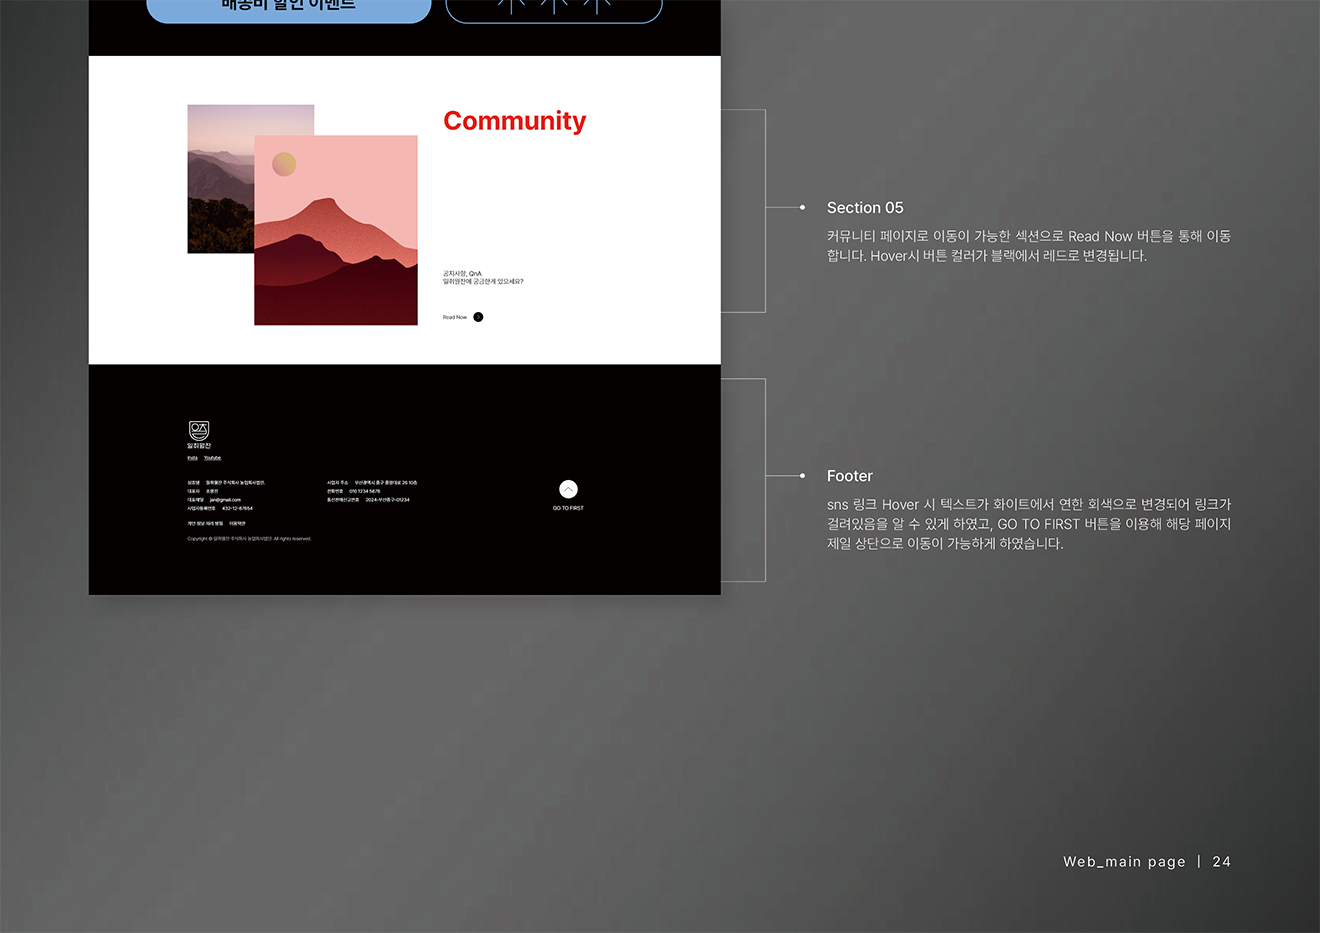 배송비 할인 이벤트
Community
공지사항, QnA
일취월잔에 궁금한게 있으세요?
Read Now
Section 05
커뮤니티 페이지로 이동이 가능한 섹션으로 Read Now 버튼을 통해 이동
합니다. Hover시 버튼 컬러가 블랙에서 레드로 변경됩니다.
일취월잔
Insta Youtube
상호명 일취월잔 주식회사 농업회사법인.
대표자
대표메일 jan@gmail.com
사업자등록번호 432-12-87654
개인 정보 처리 방침 이용약관
Copyright © 일취월잔 주식회사 농업회사법인. All rights reserved.
사업자 주소 부산광역시 중구 중앙대로 26 10층
전화번호 010 1234 5678
통신판매신고번호 2024-부산중구-01234
GO TO FIRST
Footer
sns 링크 Hover 시 텍스트가 화이트에서 연한 회색으로 변경되어 링크가
걸려있음을 알 수 있게 하였고, GO TO FIRST 버튼을 이용해 해당 페이지
제일 상단으로 이동이 가능하게 하였습니다.
Web_main page | 24